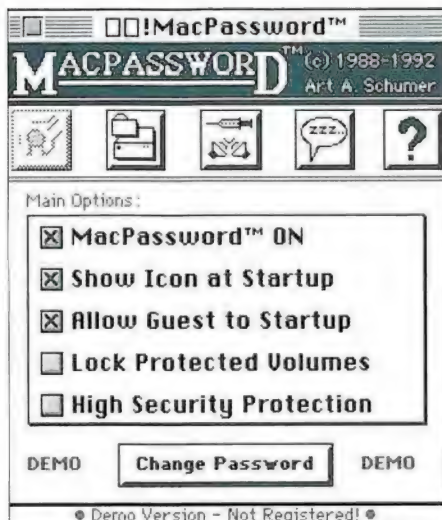 □□!MacPassword™
MACPASSWORD™
(c) 1988-1992
Art A. Schumer
zzz...
?
Main Options:
MacPassword™ ON
Show Icon at Startup
Allow Guest to Startup
Lock Protected Volumes
High Security Protection
DEMO Change Password DEMO
● Demo Version - Not Registered! ●